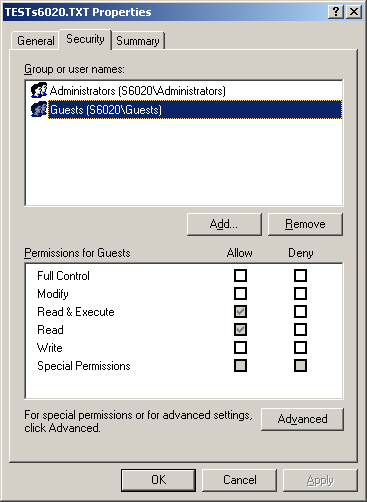 TESTs6020.TXT Properties
General Security Summary
Group or user names:
Administrators (S6020\Administrators)
Guests (S6020\Guests)
Add... Remove
Permissions for Guests Allow Deny
Full Control
Modify
Read & Execute
Read
Write
Special Permissions
For special permissions or for advanced settings,
click Advanced.
Advanced
OK Cancel Apply